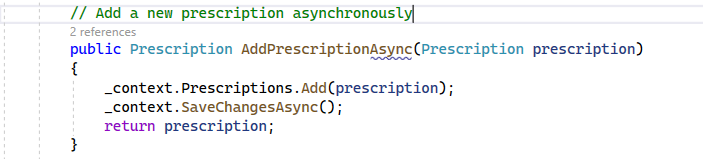 // Add a new prescription asynchronously
2 references
public Prescription AddPrescriptionAsync(Prescription prescription)
{
_context.Prescriptions.Add(prescription);
_context.SaveChangesAsync();
return prescription;
}